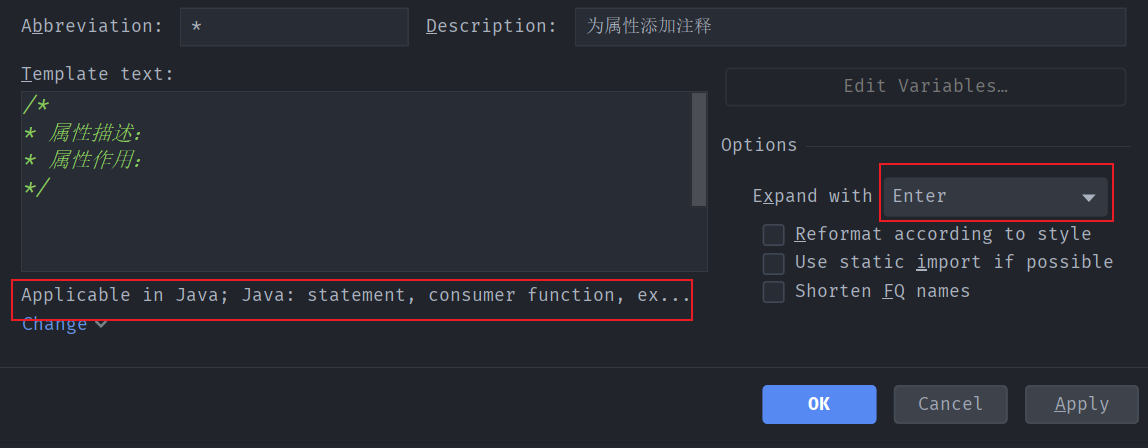 Abbreviation: * Description: 为属性添加注释
Template text:
Edit Variables…
/*
* 属性描述：
* 属性作用：
*/
Options
Expand with Enter
Reformat according to style
Use static import if possible
Shorten FQ names
Applicable in Java; Java: statement, consumer function, ex...
Change
OK Cancel Apply